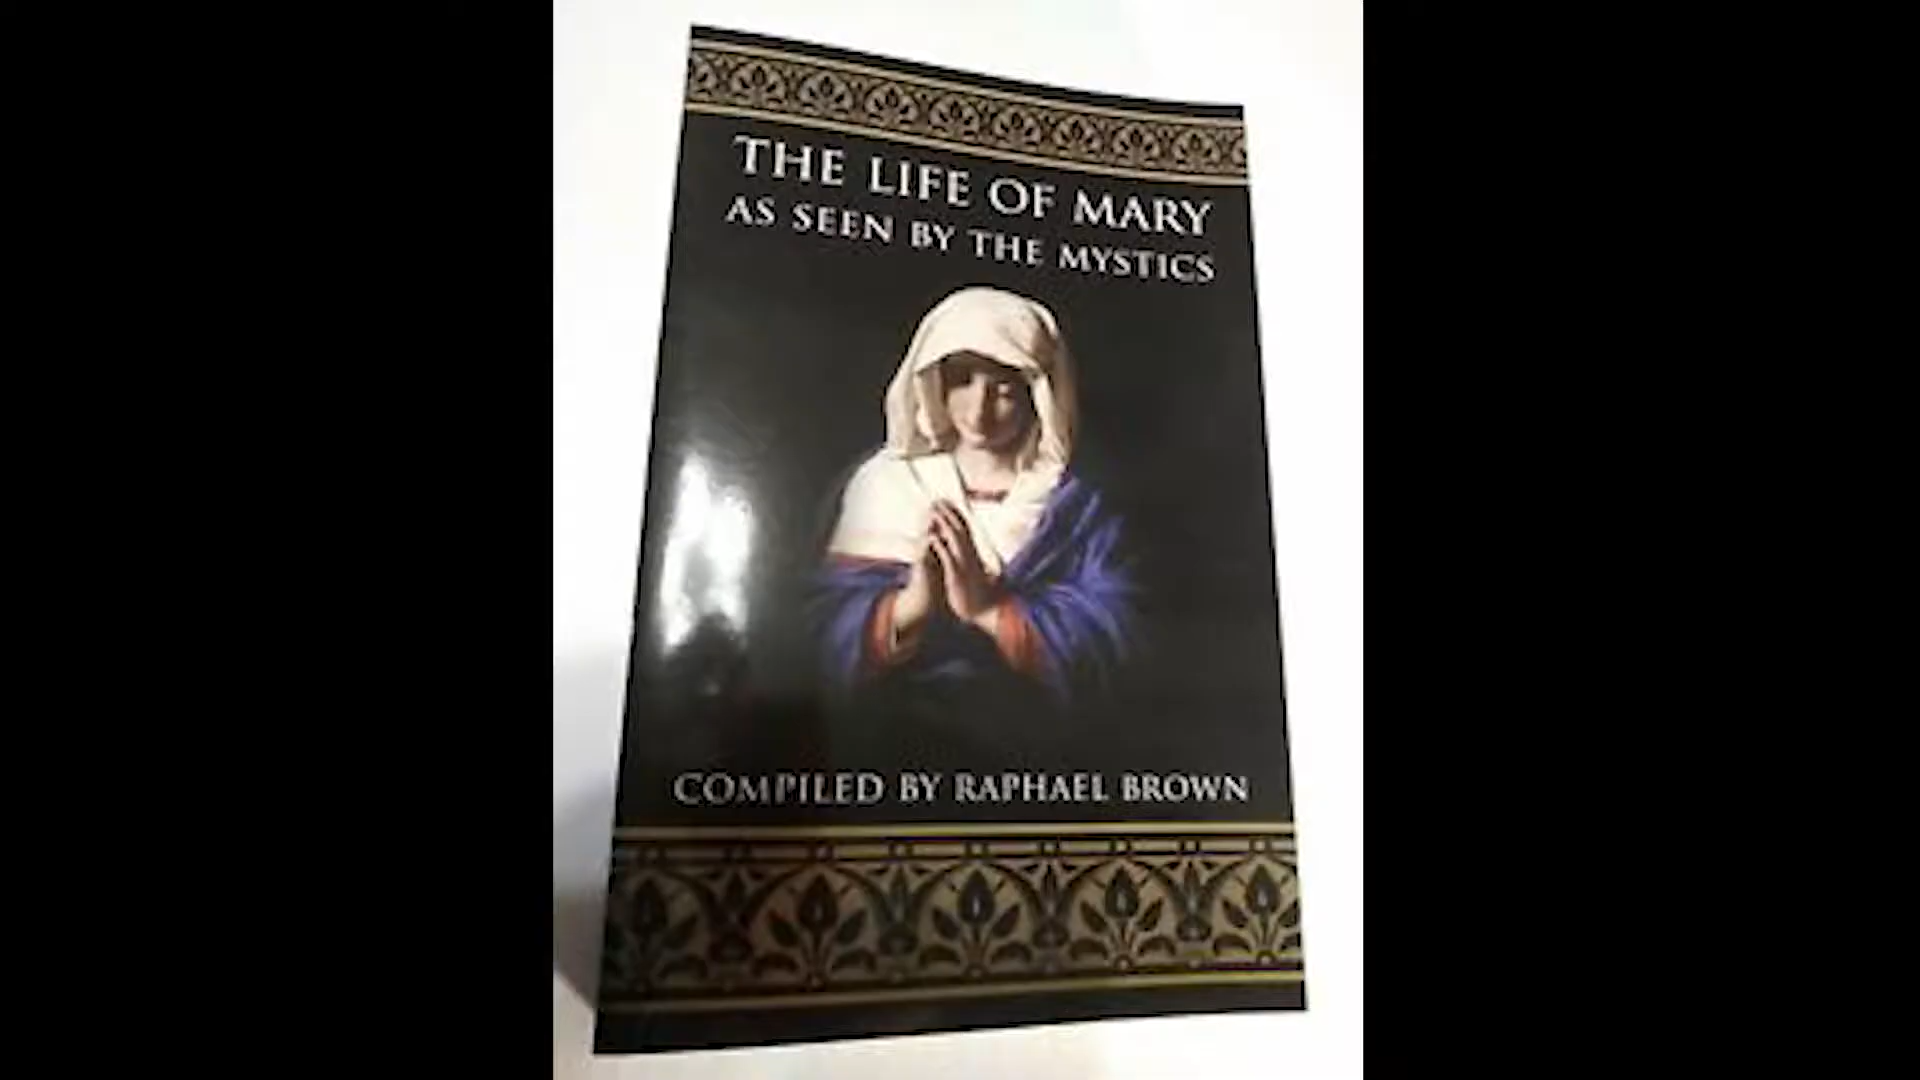 THE LIFE OF MARY
AS SEEN BY THE MYSTICS
COMPILED BY RAPHAEL BROWN